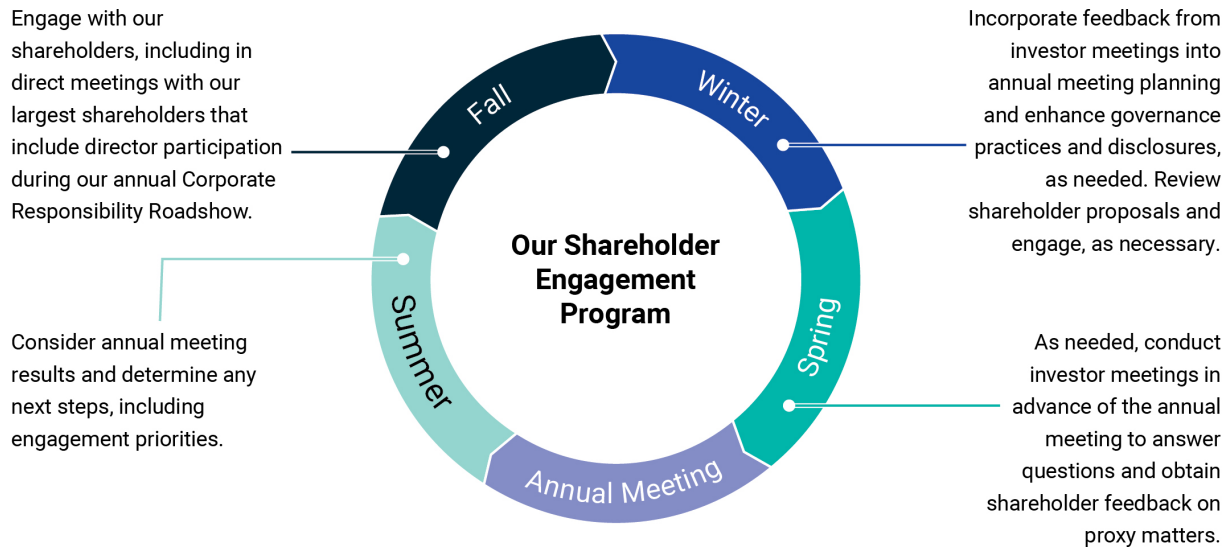 Engage with our
shareholders, including in
direct meetings with our
largest shareholders that
include director participation
during our annual Corporate
Responsibility Roadshow.
Fall
Winter
Incorporate feedback from
investor meetings into
annual meeting planning
and enhance governance
practices and disclosures,
as needed. Review
shareholder proposals and
engage, as necessary.
Our Shareholder
Engagement
Program
Summer
Spring
Consider annual meeting
results and determine any
next steps, including
engagement priorities.
Annual Meeting
As needed, conduct
investor meetings in
advance of the annual
meeting to answer
questions and obtain
shareholder feedback on
proxy matters.